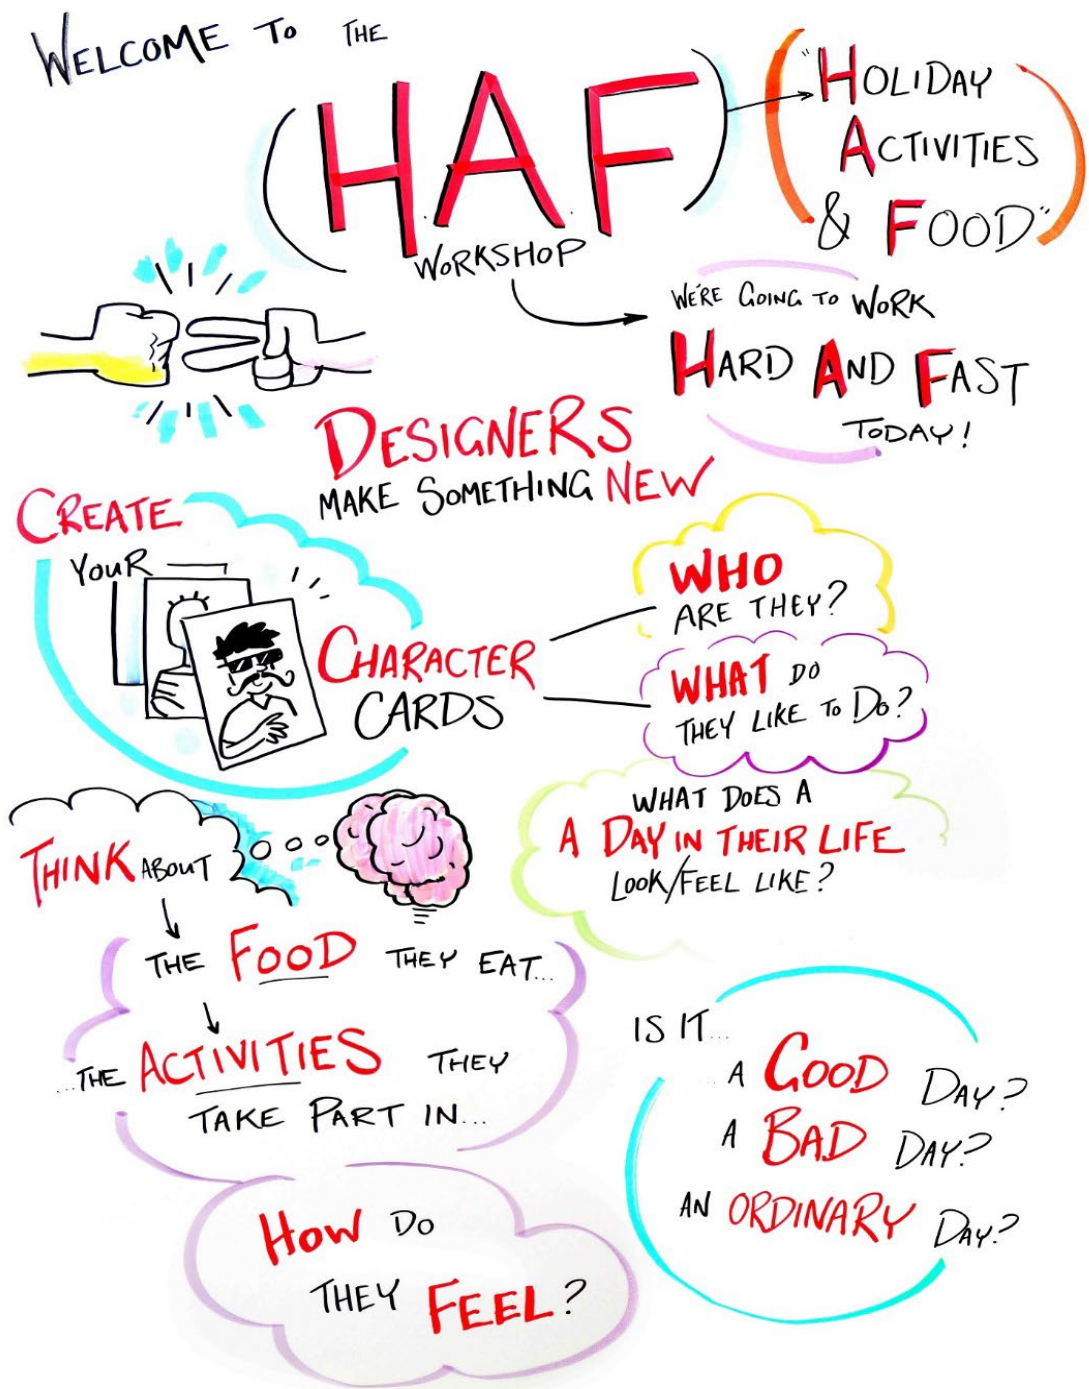 WELCOME TO THE
(HAF)
WORKSHOP
"HOLIDAY
ACTIVITIES
& FOOD"
WE'RE GOING TO WORK
HARD AND FAST
TODAY!
DESIGNERS
MAKE SOMETHING NEW
CREATE
YOUR
CHARACTER
CARDS
WHO
ARE THEY?
WHAT DO
THEY LIKE TO DO?
WHAT DOES A
A DAY IN THEIR LIFE
LOOK/FEEL LIKE?
THINK ABOUT
THE FOOD THEY EAT...
...THE ACTIVITIES THEY
TAKE PART IN...
HOW DO
THEY FEEL?
IS IT...
... A GOOD DAY?
A BAD DAY?
AN ORDINARY DAY?